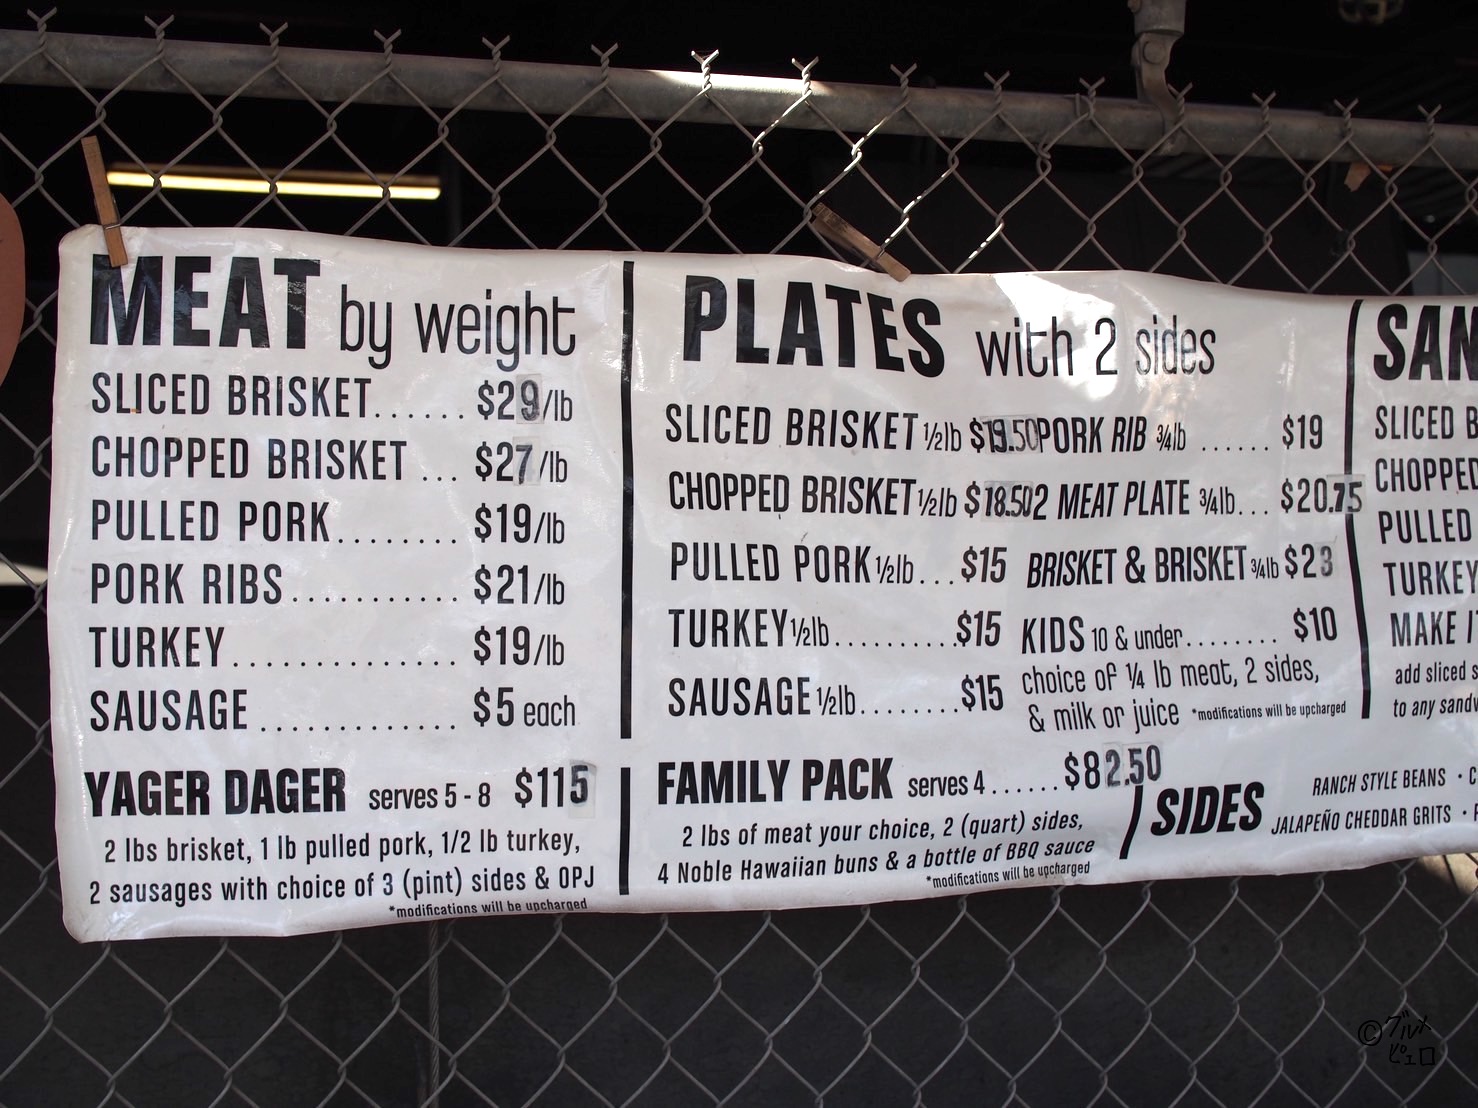 MEAT by weight
SLICED BRISKET...... $29/lb
CHOPPED BRISKET ... $27/lb
PULLED PORK........ $19/lb
PORK RIBS........... $21/lb
TURKEY.............. $19/lb
SAUSAGE ............ $5 each
YAGER DAGER serves 5 - 8 $115
2 lbs brisket, 1 lb pulled pork, 1/2 lb turkey,
2 sausages with choice of 3 (pint) sides & OPJ
*modifications will be upcharged
PLATES with 2 sides
SLICED BRISKET ½lb $19.50
CHOPPED BRISKET ½lb $18.50
PULLED PORK ½lb... $15
TURKEY ½lb.......... $15
SAUSAGE ½lb........ $15
PORK RIB ¾lb ...... $19
2 MEAT PLATE ¾lb... $20.75
BRISKET & BRISKET ¾lb $23
KIDS 10 & under........ $10
choice of ¼ lb meat, 2 sides,
& milk or juice *modifications will be upcharged
FAMILY PACK serves 4...... $82.50
2 lbs of meat your choice, 2 (quart) sides,
4 Noble Hawaiian buns & a bottle of BBQ sauce
*modifications will be upcharged
SAN
SLICED B
CHOPPED
PULLED
TURKEY
MAKE I
add sliced s
to any sandw
SIDES
RANCH STYLE BEANS · C
JALAPEÑO CHEDDAR GRITS ·
©グルメ
ピエロ